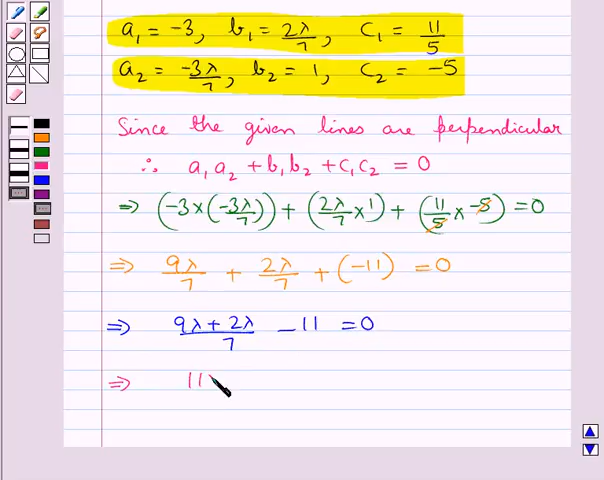 a₁ = -3, b₁ = 2λ/7, c₁ = 11/5
a₂ = -3λ/7, b₂ = 1, c₂ = -5
Since the given lines are perpendicular
∴ a₁a₂ + b₁b₂ + c₁c₂ = 0
⇒ (-3×(-3λ/7)) + (2λ/7 × 1) + (11/5 × -5) = 0
⇒ 9λ/7 + 2λ/7 + (-11) = 0
⇒ (9λ + 2λ)/7 - 11 = 0
⇒ 11